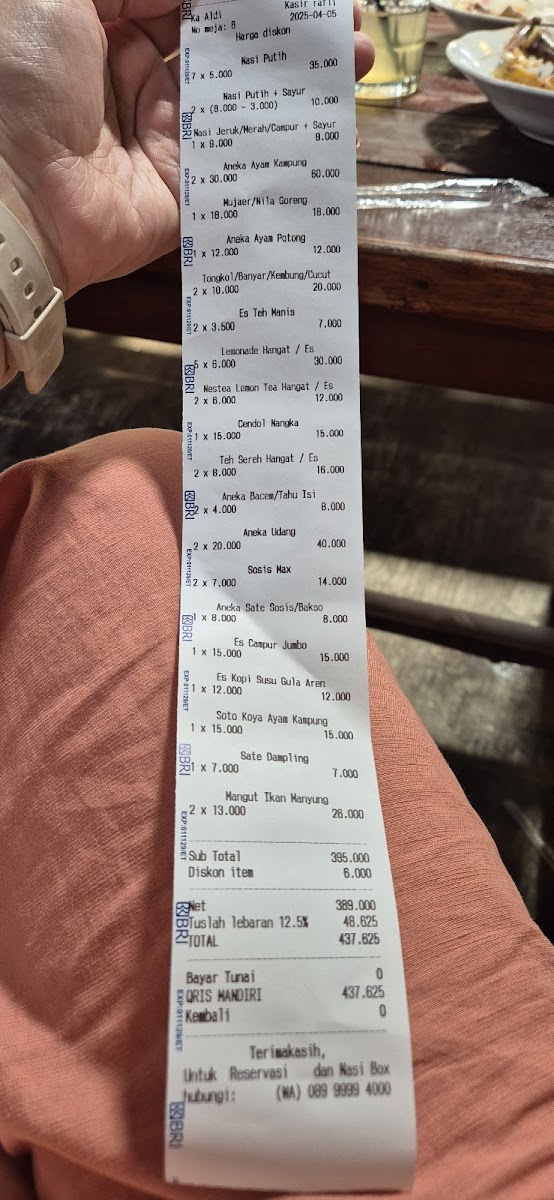 Ka Aldi Kasir rafli
No meja: 8 2025-04-05
Harga diskon
Nasi Putih
7 x 5.000 35.000
Nasi Putih + Sayur
2 x (8.000 - 3.000) 10.000
Nasi Jeruk/Merah/Campur + Sayur
1 x 9.000 9.000
Aneka Ayam Kampung
2 x 30.000 60.000
Mujaer/Nila Goreng
1 x 18.000 18.000
Aneka Ayam Potong
1 x 12.000 12.000
Tongkol/Banyar/Kembung/Cucut
2 x 10.000 20.000
Es Teh Manis
2 x 3.500 7.000
Lemonade Hangat / Es
5 x 6.000 30.000
Nestea Lemon Tea Hangat / Es
2 x 6.000 12.000
Cendol Nangka
1 x 15.000 15.000
Teh Sereh Hangat / Es
2 x 8.000 16.000
Aneka Bacem/Tahu Isi
2 x 4.000 8.000
Aneka Udang
2 x 20.000 40.000
Sosis Max
2 x 7.000 14.000
Aneka Sate Sosis/Bakso
1 x 8.000 8.000
Es Campur Jumbo
1 x 15.000 15.000
Es Kopi Susu Gula Aren
1 x 12.000 12.000
Soto Koya Ayam Kampung
1 x 15.000 15.000
Sate Dampling
1 x 7.000 7.000
Mangut Ikan Manyung
2 x 13.000 26.000
Sub Total 395.000
Diskon item 6.000
Net 389.000
Tuslah lebaran 12.5% 48.625
TOTAL 437.625
Bayar Tunai 0
QRIS MANDIRI 437.625
Kembali 0
Terimakasih,
Untuk Reservasi dan Nasi Box
hubungi: (WA) 089 9999 4000
BRI
BRI
BRI
BRI
BRI
BRI
BRI
BRI
BRI